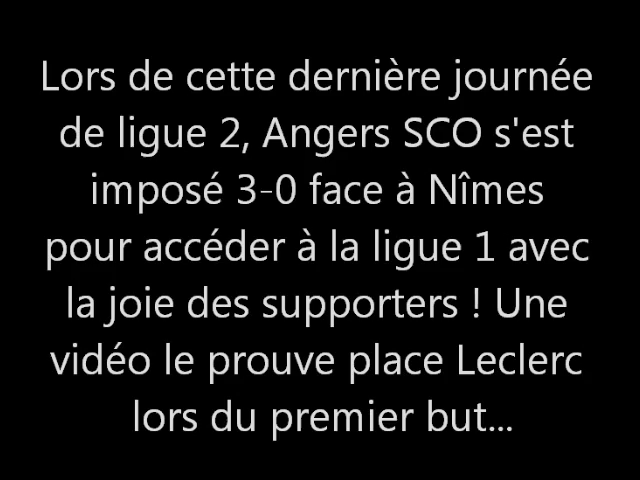 Lors de cette dernière journée
de ligue 2, Angers SCO s'est
imposé 3-0 face à Nîmes
pour accéder à la ligue 1 avec
la joie des supporters ! Une
vidéo le prouve place Leclerc
lors du premier but...